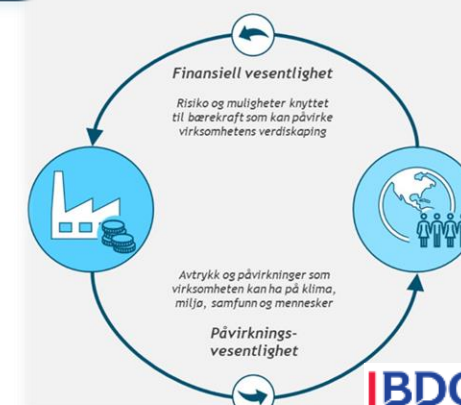 Finansiell vesentlighet
Risiko og muligheter knyttet
til bærekraft som kan påvirke
virksomhetens verdiskaping
Avtrykk og påvirkninger som
virksomheten kan ha på klima,
miljø, samfunn og mennesker
Påvirknings-
vesentlighet
BDO